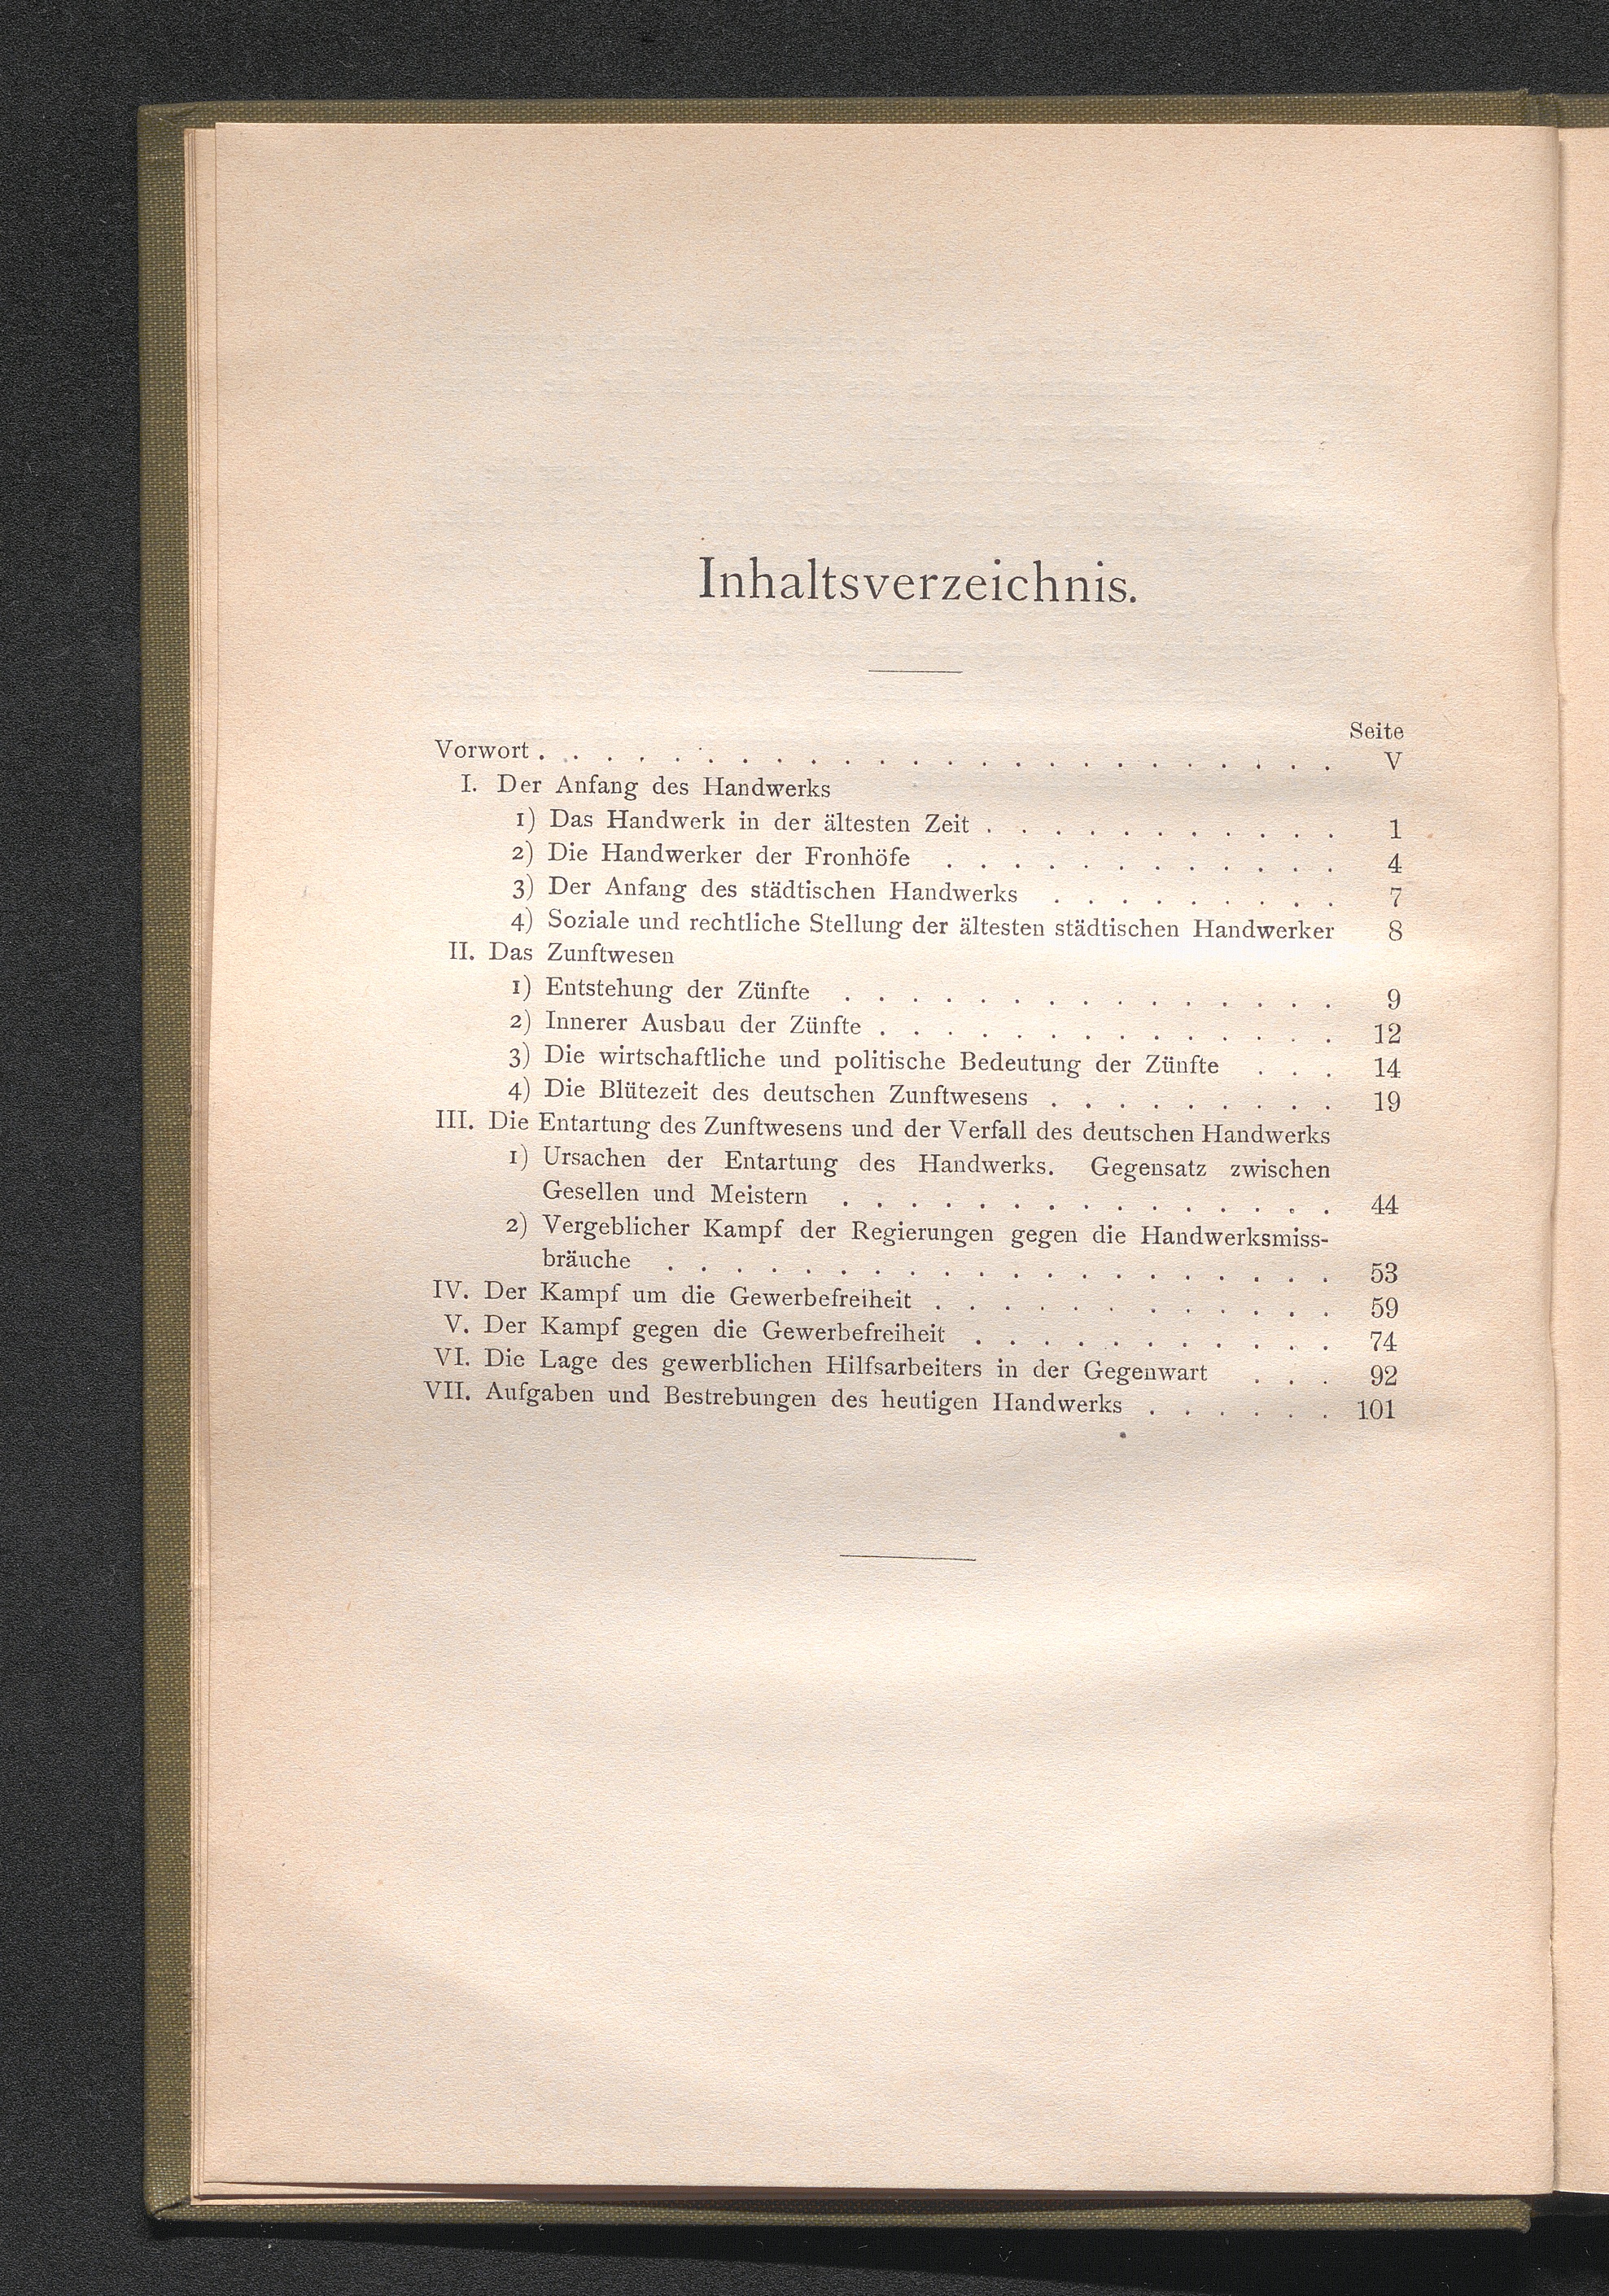 Inhaltsverzeichnis.
Seite
Vorwort . . . . . . . . . . . . . . . . . . . . . . . . V
I. Der Anfang des Handwerks
1) Das Handwerk in der ältesten Zeit . . . . . . . . . . . 1
2) Die Handwerker der Fronhöfe . . . . . . . . . . . . 4
3) Der Anfang des städtischen Handwerks . . . . . . . . . 7
4) Soziale und rechtliche Stellung der ältesten städtischen Handwerker 8
II. Das Zunftwesen
1) Entstehung der Zünfte . . . . . . . . . . . . . . . 9
2) Innerer Ausbau der Zünfte . . . . . . . . . . . . . . 12
3) Die wirtschaftliche und politische Bedeutung der Zünfte . . . 14
4) Die Blütezeit des deutschen Zunftwesens . . . . . . . . . 19
III. Die Entartung des Zunftwesens und der Verfall des deutschen Handwerks
1) Ursachen der Entartung des Handwerks. Gegensatz zwischen
Gesellen und Meistern . . . . . . . . . . . . . . . 44
2) Vergeblicher Kampf der Regierungen gegen die Handwerksmiss-
bräuche . . . . . . . . . . . . . . . . . . . . 53
IV. Der Kampf um die Gewerbefreiheit . . . . . . . . . . . . 59
V. Der Kampf gegen die Gewerbefreiheit . . . . . . . . . . . 74
VI. Die Lage des gewerblichen Hilfsarbeiters in der Gegenwart . . . 92
VII. Aufgaben und Bestrebungen des heutigen Handwerks . . . . . . 101